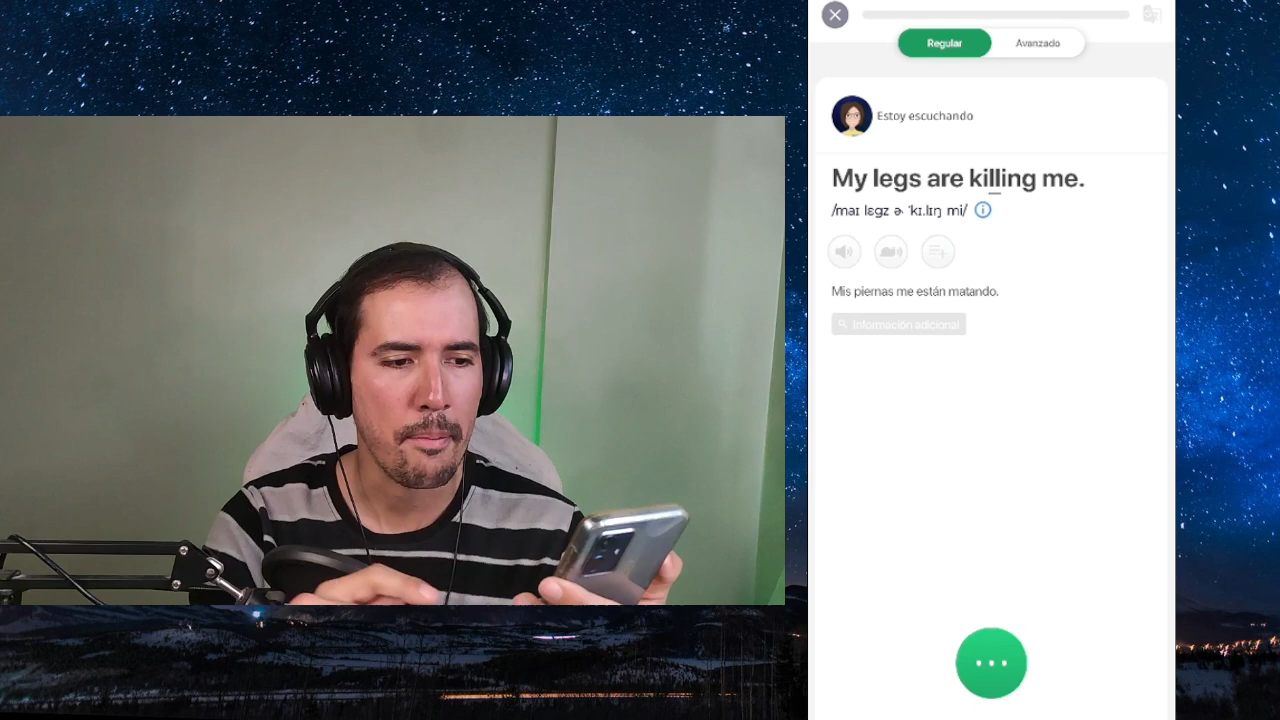 Regular
Avanzado
Estoy escuchando
My legs are killing me.
/maɪ lɛgz ɚ ˈkɪ.lɪŋ mi/
Mis piernas me están matando.
Información adicional